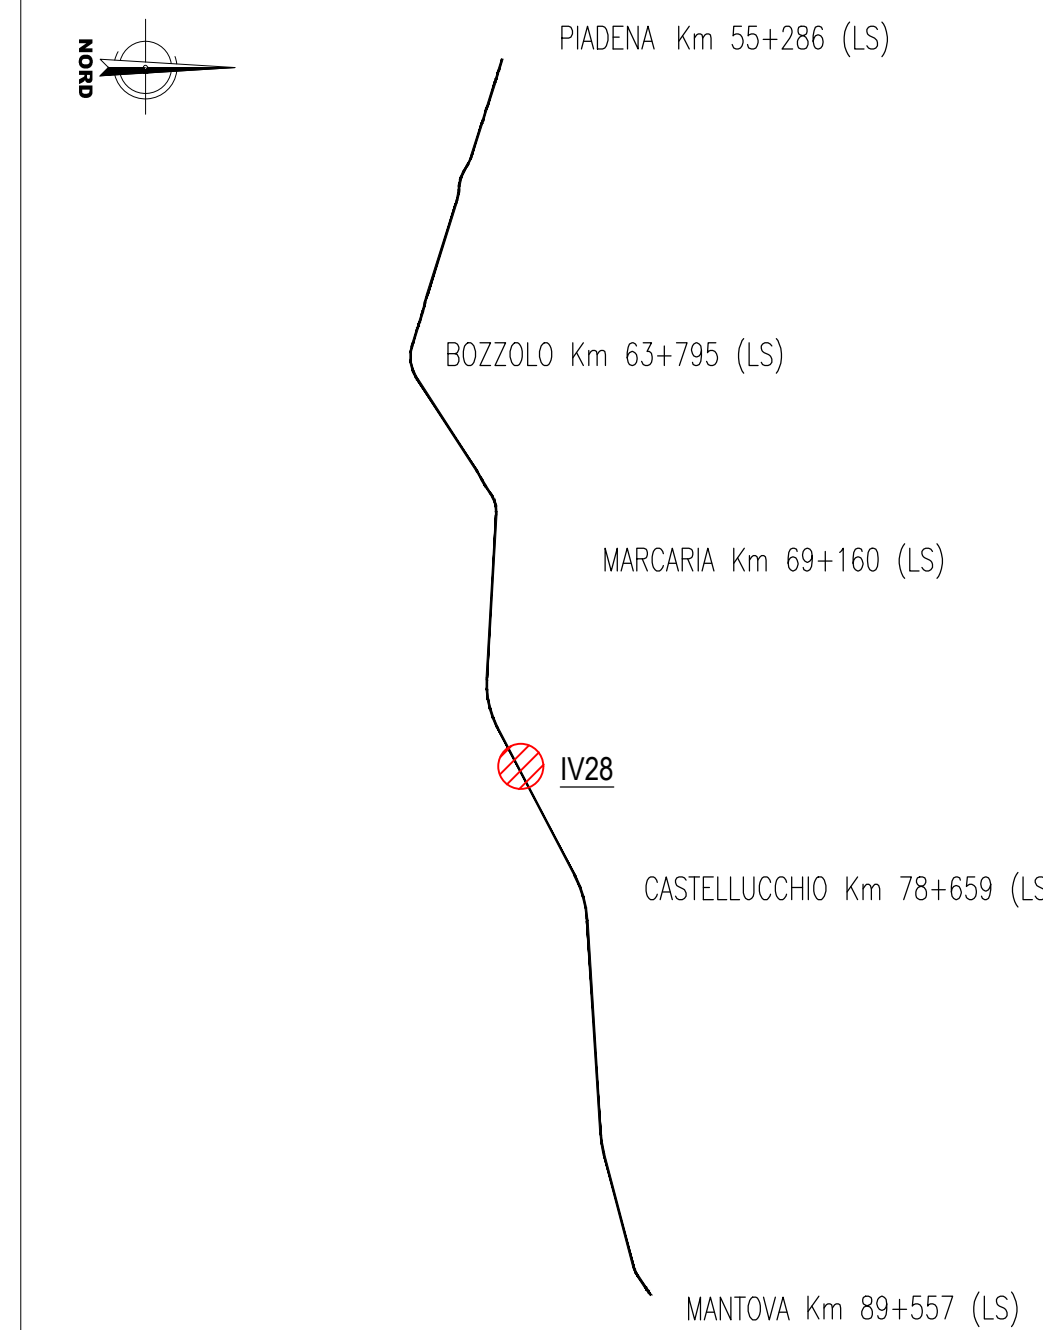 NORD
PIADENA Km 55+286 (LS)
BOZZOLO Km 63+795 (LS)
MARCARIA Km 69+160 (LS)
IV28
CASTELLUCCHIO Km 78+659 (LS
MANTOVA Km 89+557 (LS)